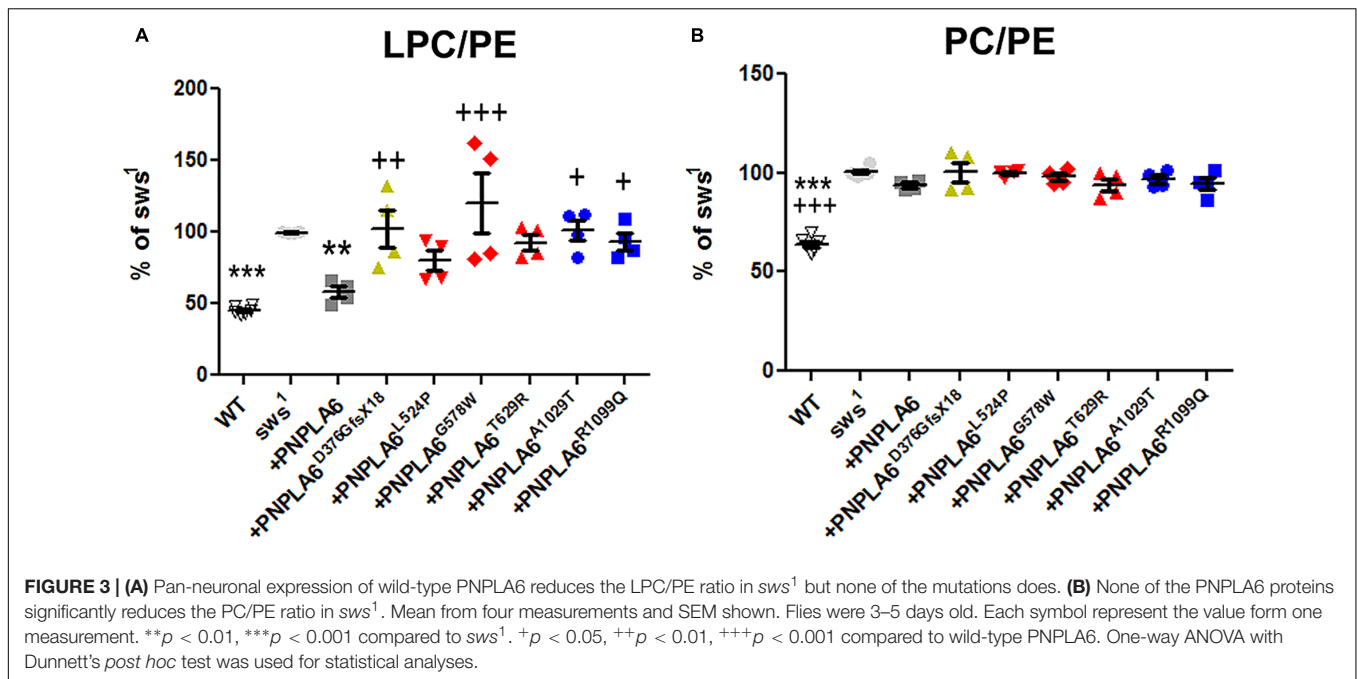 A
LPC/PE
% of sws¹
200
150
100
50
0
***
**
++
+++
+
+
WT
sws¹
+PNPLA6
+PNPLA6D376GfsX18
+PNPLA6L-524P
+PNPLA6G578W
+PNPLA6T629R
+PNPLA6A1029T
+PNPLA6R1099Q
B
PC/PE
% of sws¹
150
100
50
0
***
+++
WT
sws¹
+PNPLA6
+PNPLA6D376GfsX18
+PNPLA6L-524P
+PNPLA6G578W
+PNPLA6T629R
+PNPLA6A1029T
+PNPLA6R1099Q
FIGURE 3 | (A) Pan-neuronal expression of wild-type PNPLA6 reduces the LPC/PE ratio in sws¹ but none of the mutations does. (B) None of the PNPLA6 proteins
significantly reduces the PC/PE ratio in sws¹. Mean from four measurements and SEM shown. Flies were 3–5 days old. Each symbol represent the value form one
measurement. **p < 0.01, ***p < 0.001 compared to sws¹. +p < 0.05, ++p < 0.01, +++p < 0.001 compared to wild-type PNPLA6. One-way ANOVA with
Dunnett's post hoc test was used for statistical analyses.